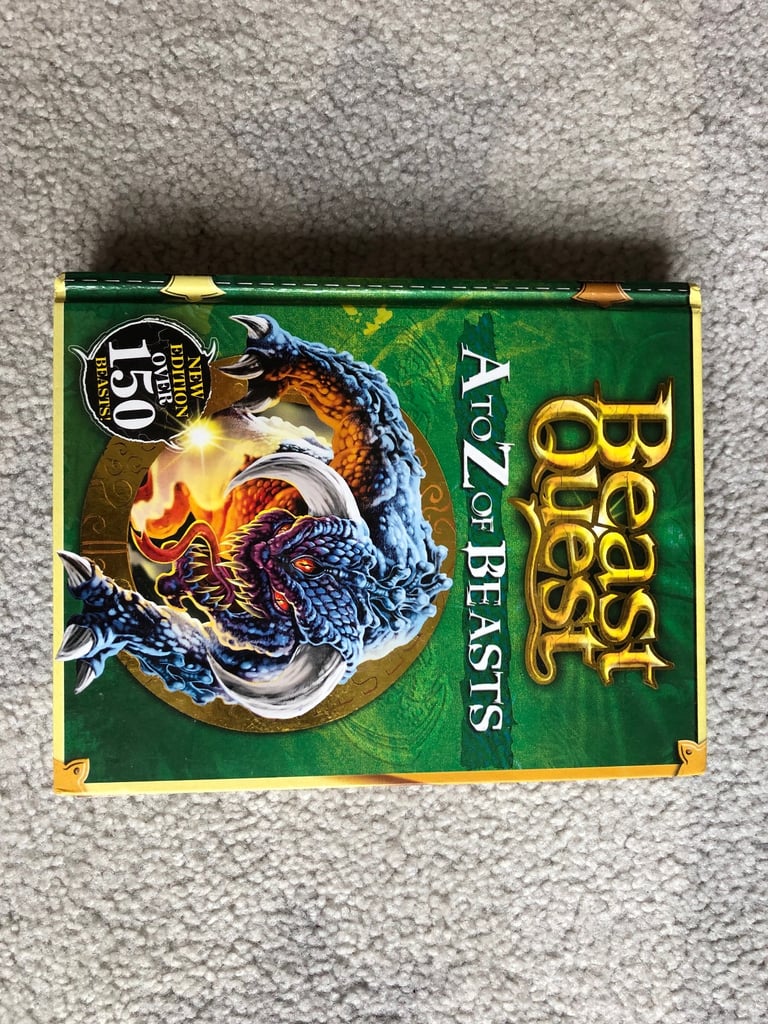 Beast
Quest
A to Z of Beasts
NEW
EDITION
OVER
150
BEASTS!